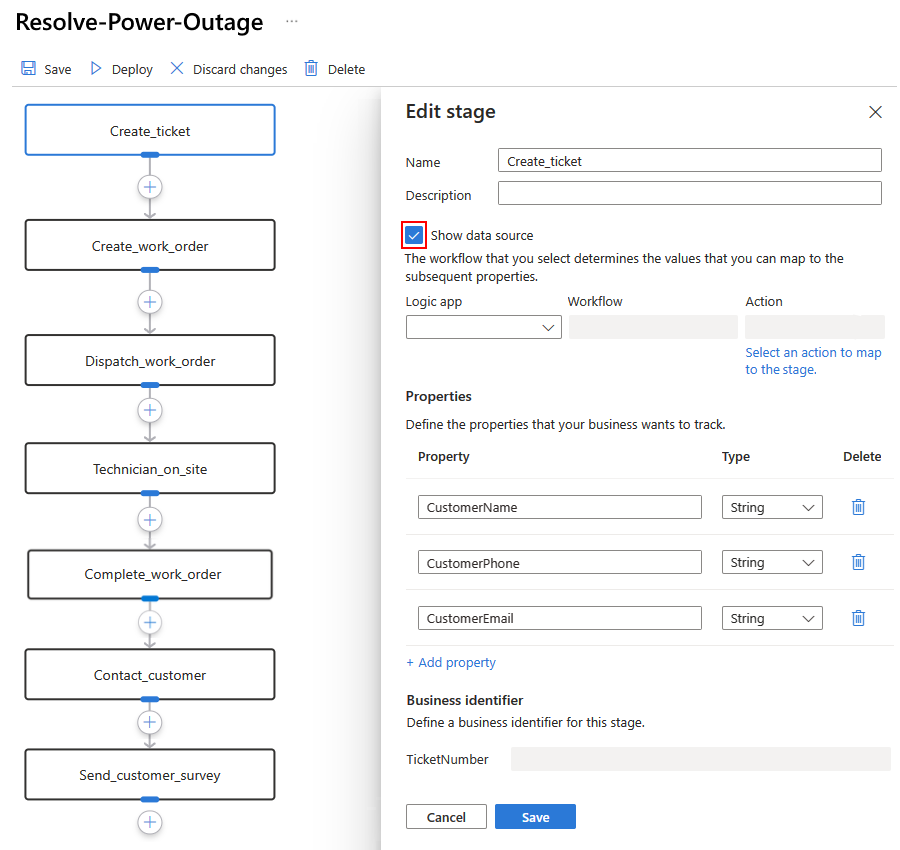 Resolve-Power-Outage ...
Save Deploy Discard changes Delete
Create_ticket
Create_work_order
Dispatch_work_order
Technician_on_site
Complete_work_order
Contact_customer
Send_customer_survey
Edit stage
Name Create_ticket
Description
Show data source
The workflow that you select determines the values that you can map to the
subsequent properties.
Logic app Workflow Action
Select an action to map
to the stage.
Properties
Define the properties that your business wants to track.
Property Type Delete
CustomerName String
CustomerPhone String
CustomerEmail String
+ Add property
Business identifier
Define a business identifier for this stage.
TicketNumber
Cancel Save